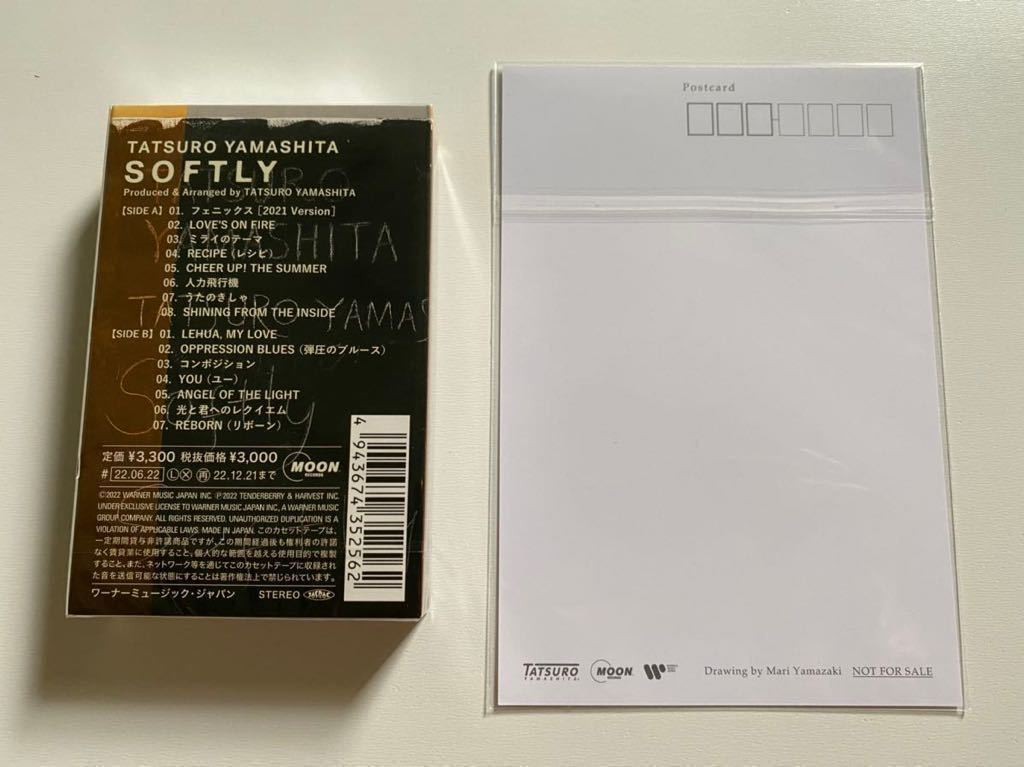 TATSURO YAMASHITA
SOFTLY
Produced & Arranged by TATSURO YAMASHITA
【SIDE A】 01. フェニックス [2021 Version]
02. LOVE'S ON FIRE
03. ミライのテーマ
04. RECIPE (レシピ)
05. CHEER UP! THE SUMMER
06. 人力飛行機
07. うたのきしゃ
08. SHINING FROM THE INSIDE
【SIDE B】 01. LEHUA, MY LOVE
02. OPPRESSION BLUES (弾圧のブルース)
03. コンポジション
04. YOU (ユー)
05. ANGEL OF THE LIGHT
06. 光と君へのレクイエム
07. REBORN (リボーン)
TATSURO
YAMASHITA
TATSURO YAMAS
Softly
定価 ¥3,300 税抜価格 ¥3,000
# 22.06.22 Ⓛ Ⓧ 再 22.12.21まで
MOON
RECORDS
©2022 WARNER MUSIC JAPAN INC. ℗2022 TENDERBERRY & HARVEST INC.
UNDER EXCLUSIVE LICENSE TO WARNER MUSIC JAPAN INC., A WARNER MUSIC
GROUP COMPANY. ALL RIGHTS RESERVED. UNAUTHORIZED DUPLICATION IS A
VIOLATION OF APPLICABLE LAWS. MADE IN JAPAN. このカセットテープは、
一定期間貸与非許諾商品ですが、この期間経過後も権利者の許諾
なく賃貸業に使用すること、個人的な範囲を越える使用目的で複製
すること、また、ネットワーク等を通じてこのカセットテープに収録され
た音を送信可能な状態にすることは著作権法上で禁じられています。
ワーナーミュージック・ジャパン STEREO
4 943674 352562
Postcard
TATSURO
YAMASHITA
MOON
RECORDS
Drawing by Mari Yamazaki NOT FOR SALE